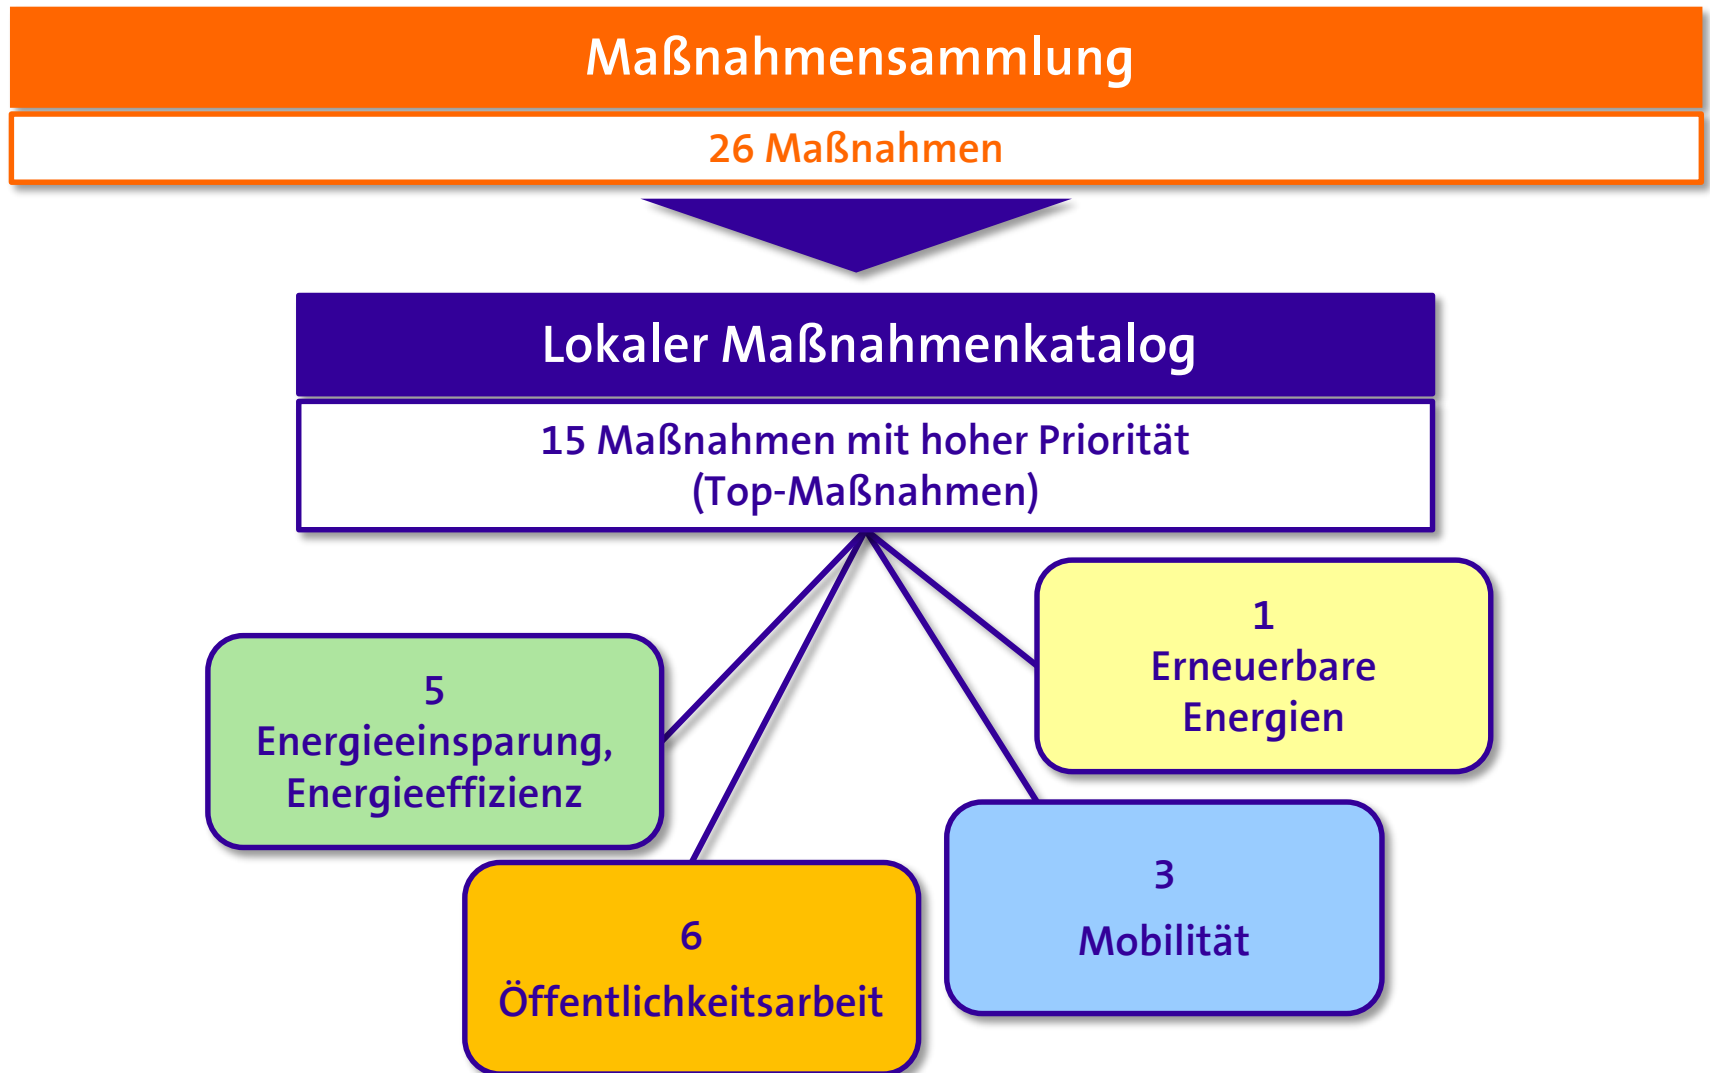 Maßnahmensammlung
26 Maßnahmen
Lokaler Maßnahmenkatalog
15 Maßnahmen mit hoher Priorität
(Top-Maßnahmen)
5
Energieeinsparung,
Energieeffizienz
6
Öffentlichkeitsarbeit
3
Mobilität
1
Erneuerbare
Energien